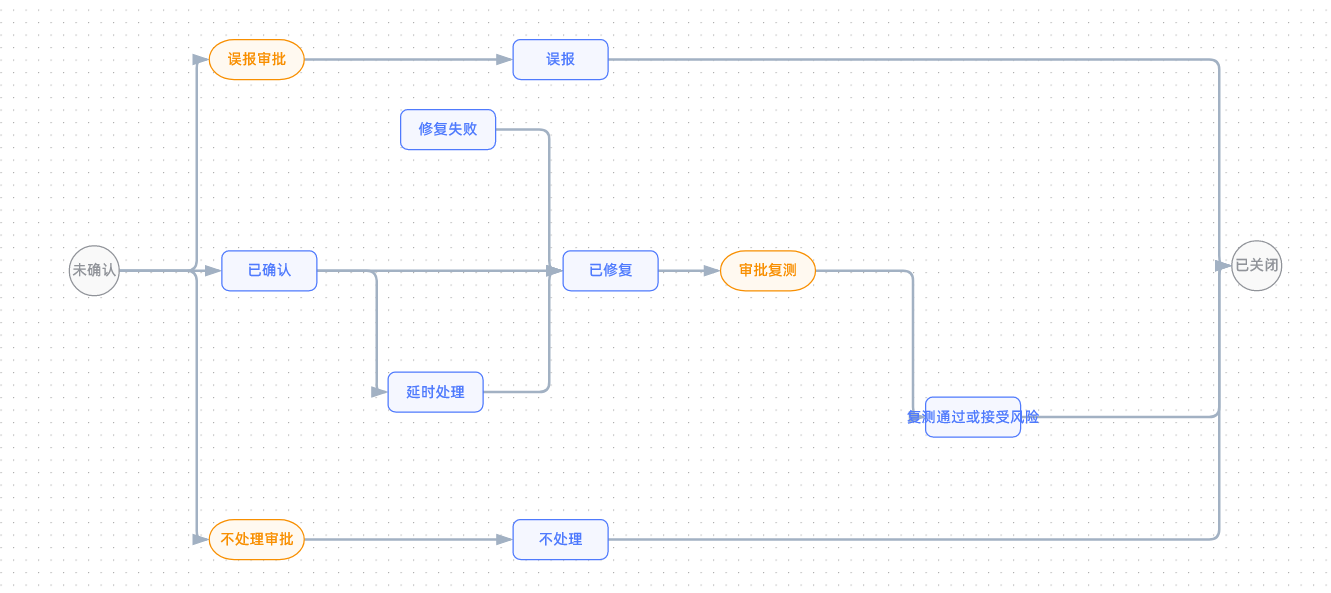 误报审批
误报
修复失败
未确认
已确认
已修复
审批复测
已关闭
延时处理
复测通过或接受风险
不处理审批
不处理